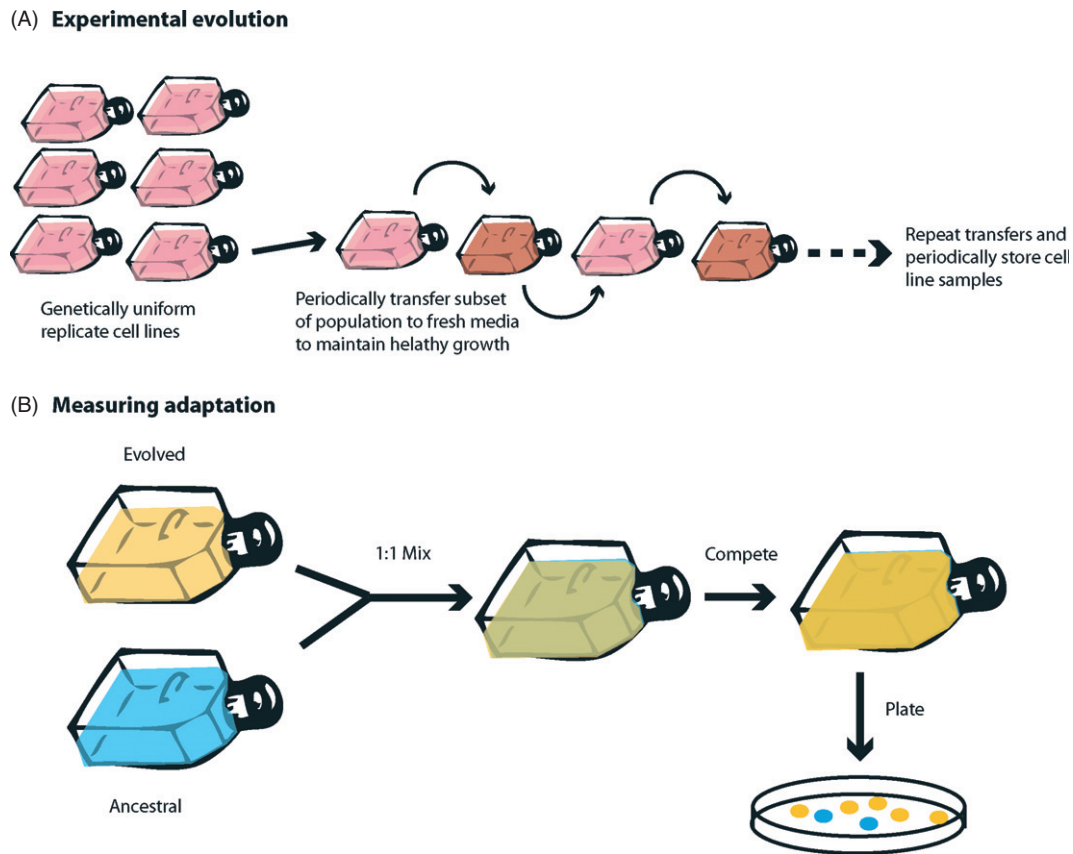 (A) Experimental evolution
Genetically uniform
replicate cell lines
Periodically transfer subset
of population to fresh media
to maintain helathy growth
Repeat transfers and
periodically store cell
line samples
(B) Measuring adaptation
Evolved
1:1 Mix
Compete
Plate
Ancestral